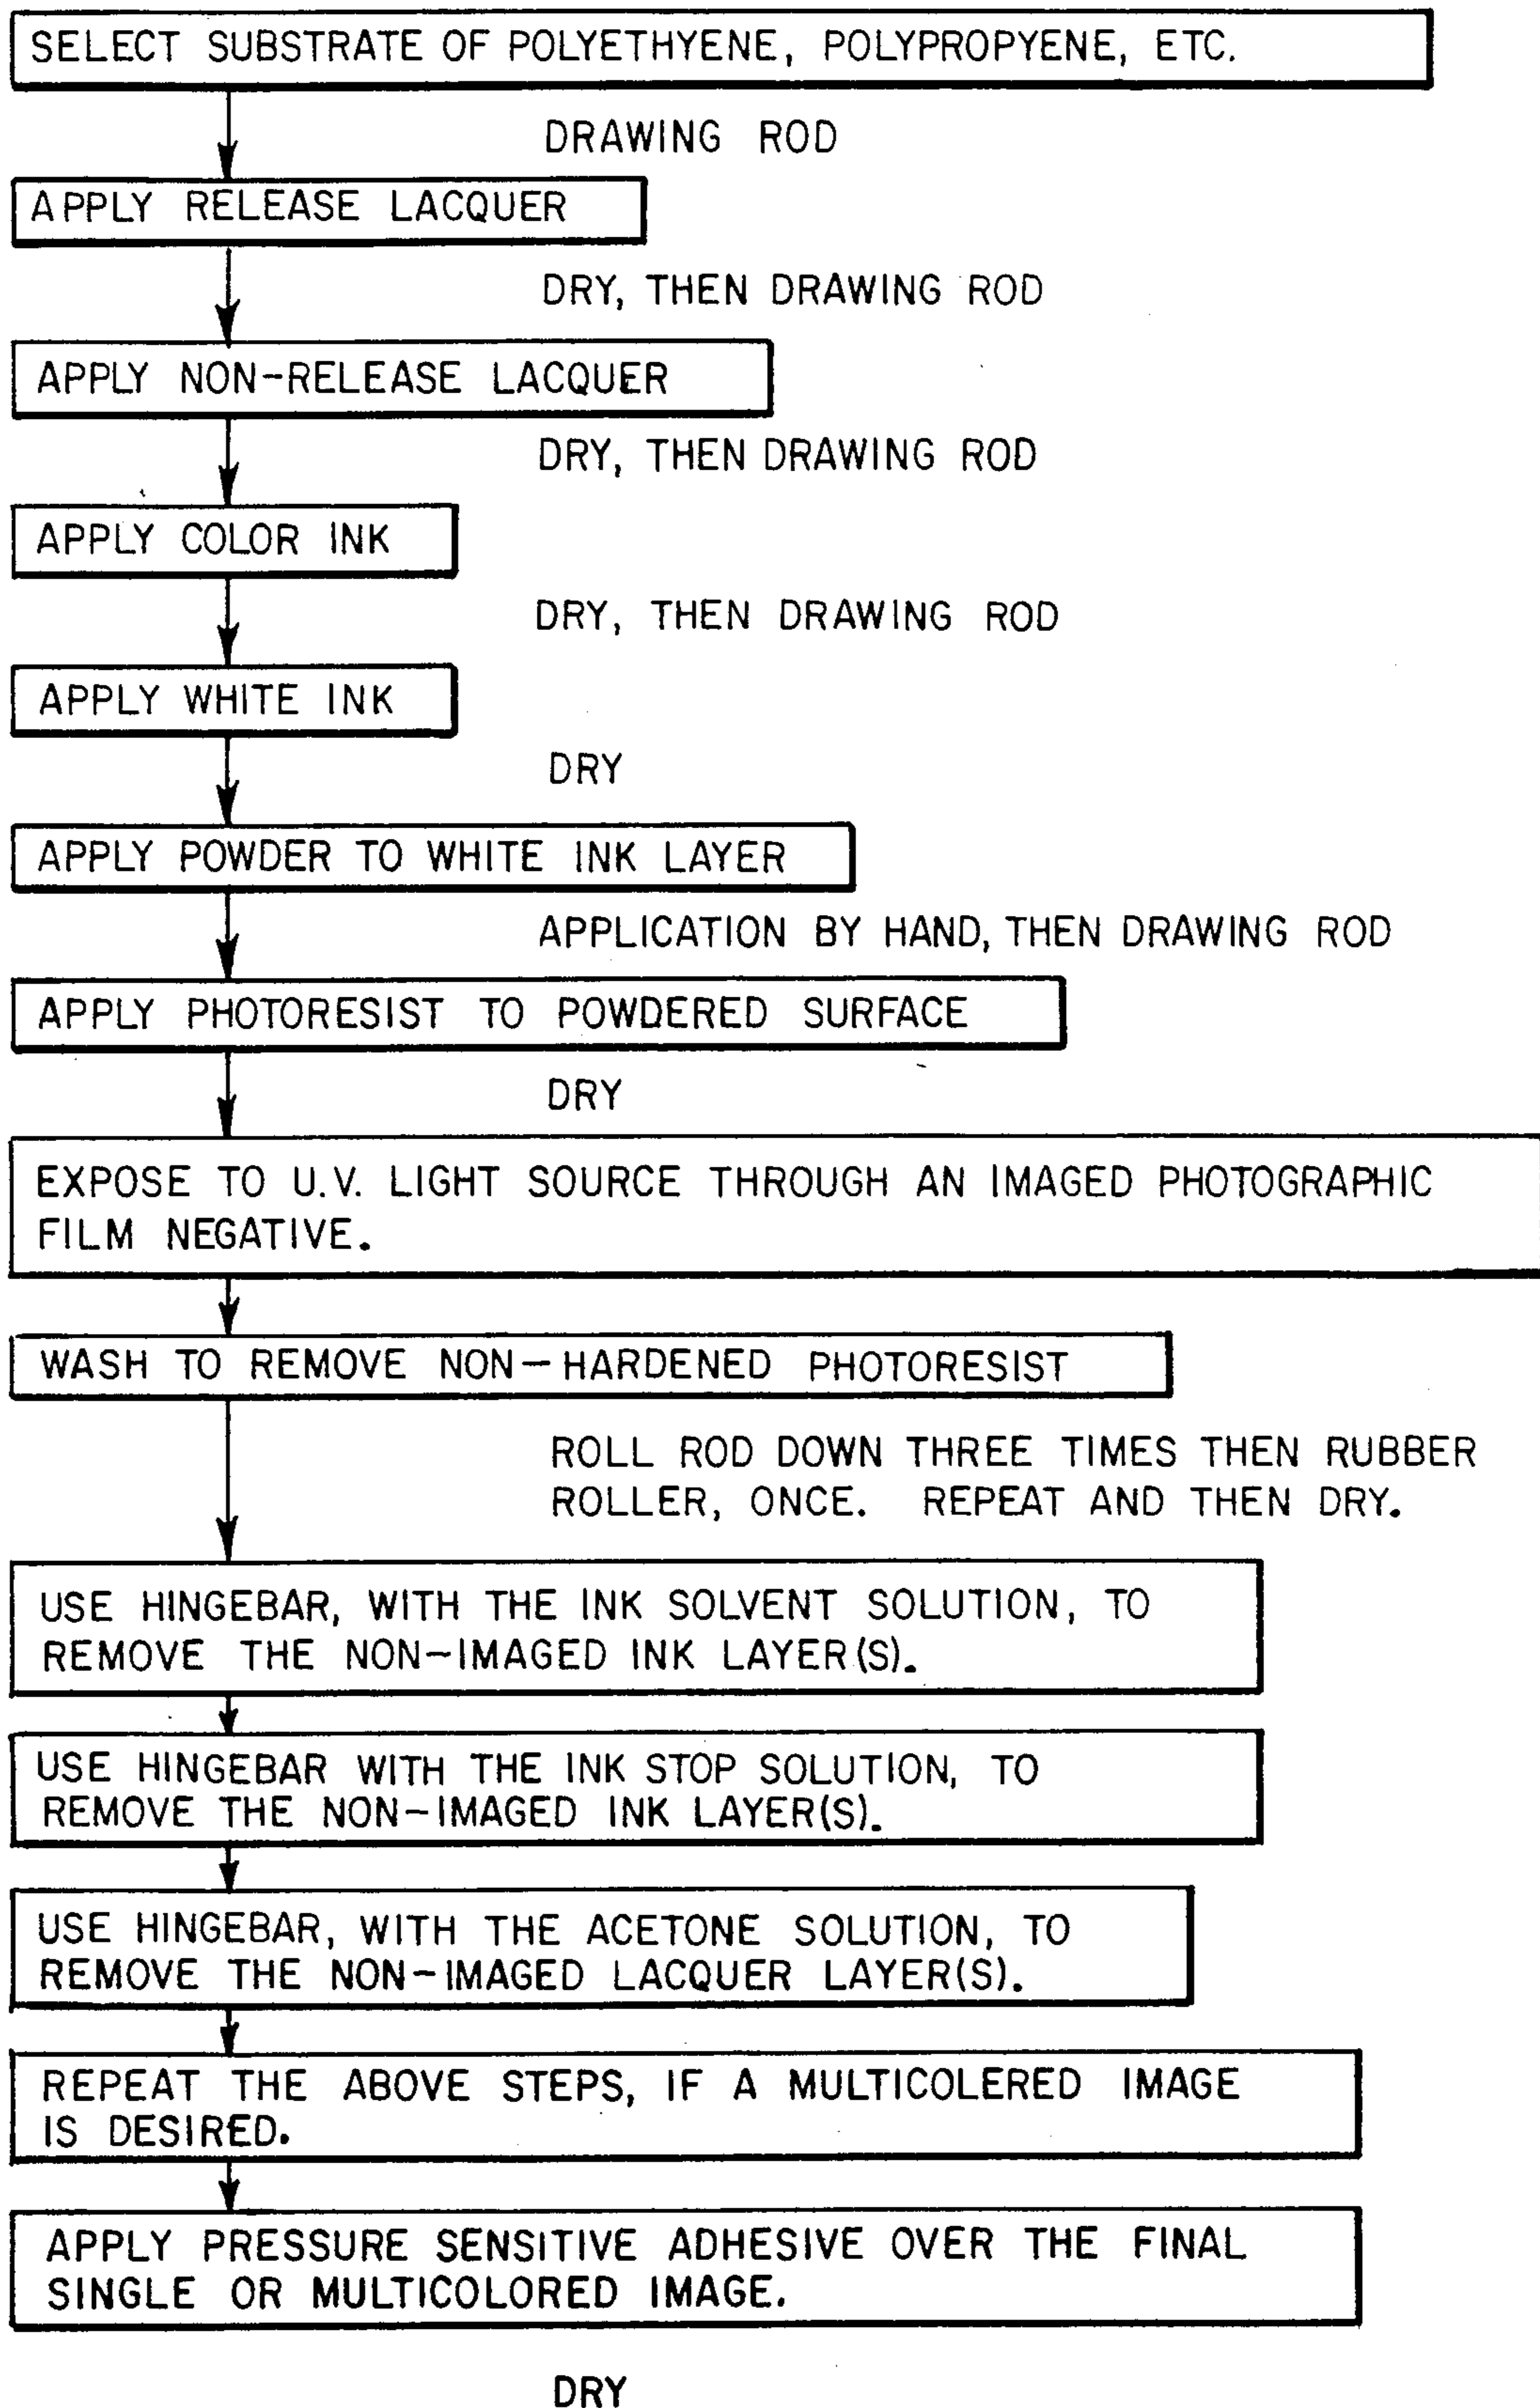 SELECT SUBSTRATE OF POLYETHYENE, POLYPROPYENE, ETC.
DRAWING ROD
APPLY RELEASE LACQUER
DRY, THEN DRAWING ROD
APPLY NON-RELEASE LACQUER
DRY, THEN DRAWING ROD
APPLY COLOR INK
DRY, THEN DRAWING ROD
APPLY WHITE INK
DRY
APPLY POWDER TO WHITE INK LAYER
APPLICATION BY HAND, THEN DRAWING ROD
APPLY PHOTORESIST TO POWDERED SURFACE
DRY
EXPOSE TO U.V. LIGHT SOURCE THROUGH AN IMAGED PHOTOGRAPHIC
FILM NEGATIVE.
WASH TO REMOVE NON-HARDENED PHOTORESIST
ROLL ROD DOWN THREE TIMES THEN RUBBER
ROLLER, ONCE. REPEAT AND THEN DRY.
USE HINGEBAR, WITH THE INK SOLVENT SOLUTION, TO
REMOVE THE NON-IMAGED INK LAYER(S).
USE HINGEBAR WITH THE INK STOP SOLUTION, TO
REMOVE THE NON-IMAGED INK LAYER(S).
USE HINGEBAR, WITH THE ACETONE SOLUTION, TO
REMOVE THE NON-IMAGED LACQUER LAYER(S).
REPEAT THE ABOVE STEPS, IF A MULTICOLERED IMAGE
IS DESIRED.
APPLY PRESSURE SENSITIVE ADHESIVE OVER THE FINAL
SINGLE OR MULTICOLORED IMAGE.
DRY